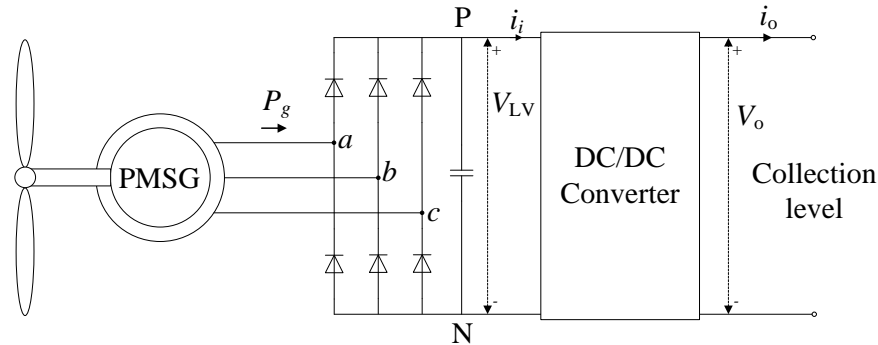 P
i_i
i_o
+
+
P_g
V_LV
V_o
a
PMSG
b
DC/DC
Converter
Collection
level
c
-
-
N